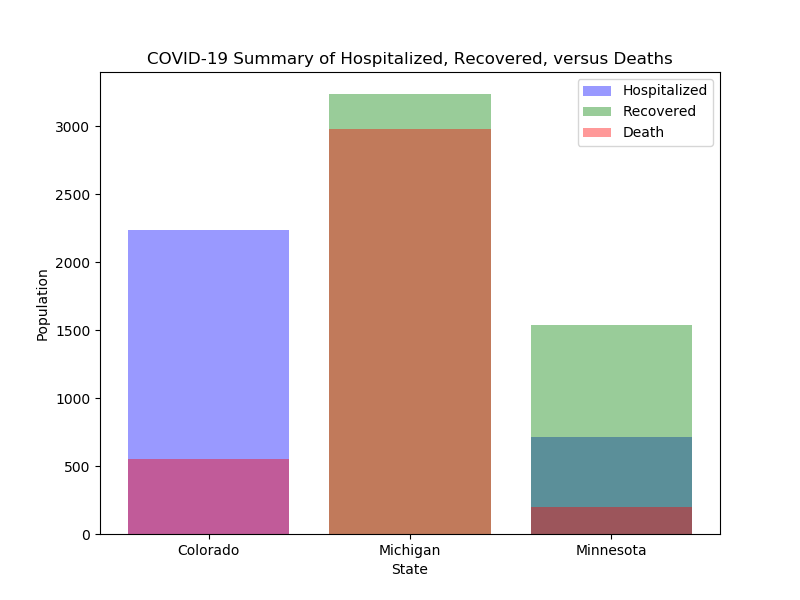 COVID-19 Summary of Hospitalized, Recovered, versus Deaths
Hospitalized
Recovered
Death
3000
2500
2000
1500
1000
500
0
Population
Colorado
Michigan
Minnesota
State